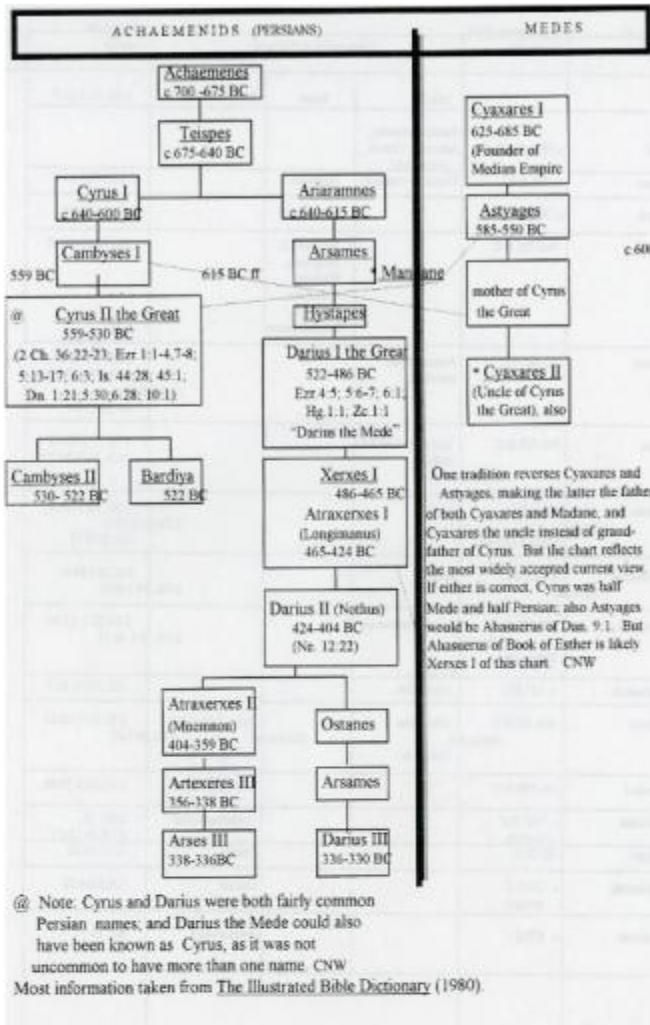 ACHAEMENIDS (PERSIANS)
MEDES
Achaemenes
c.700 -675 BC
Teispes
c.675-640 BC
Cyrus I
c.640-600 BC
Ariaramnes
c.640-615 BC
Cambyses I
559 BC
Arsames
615 BC ff
* Mandane
@ Cyrus II the Great
559-530 BC
(2 Ch. 36:22-23; Ezr 1:1-4,7-8;
5:13-17; 6:3; Is. 44:28; 45:1;
Dn. 1:21;5:30;6:28; 10:1)
Hystapes
Darius I the Great
522-486 BC
Ezr 4:5; 5:6-7; 6:1;
Hg.1:1; Zc.1:1
"Darius the Mede"
Cambyses II
530- 522 BC
Bardiya
522 BC
Xerxes I
486-465 BC
Atraxerxes I
(Longimanus)
465-424 BC
Darius II (Nothus)
424-404 BC
(Ne. 12:22)
Atraxerxes II
(Mnemnon)
404-359 BC
Ostanes
Artexeres III
356-338 BC
Arsames
Arses III
338-336BC
Darius III
336-330 BC
Cyaxares I
625-685 BC
(Founder of
Median Empire
Astyages
585-550 BC
c 600
mother of Cyrus
the Great
* Cyaxares II
(Uncle of Cyrus
the Great), also
One tradition reverses Cyaxares and
Astyages, making the latter the father
of both Cyaxares and Madane, and
Cyaxares the uncle instead of grand-
father of Cyrus. But the chart reflects
the most widely accepted current view.
If either is correct, Cyrus was half
Mede and half Persian; also Astyages
would be Ahasuerus of Dan. 9:1. But
Ahasuerus of Book of Esther is likely
Xerxes I of this chart. CNW
@ Note: Cyrus and Darius were both fairly common
Persian names; and Darius the Mede could also
have been known as Cyrus, as it was not
uncommon to have more than one name. CNW
Most information taken from The Illustrated Bible Dictionary (1980).